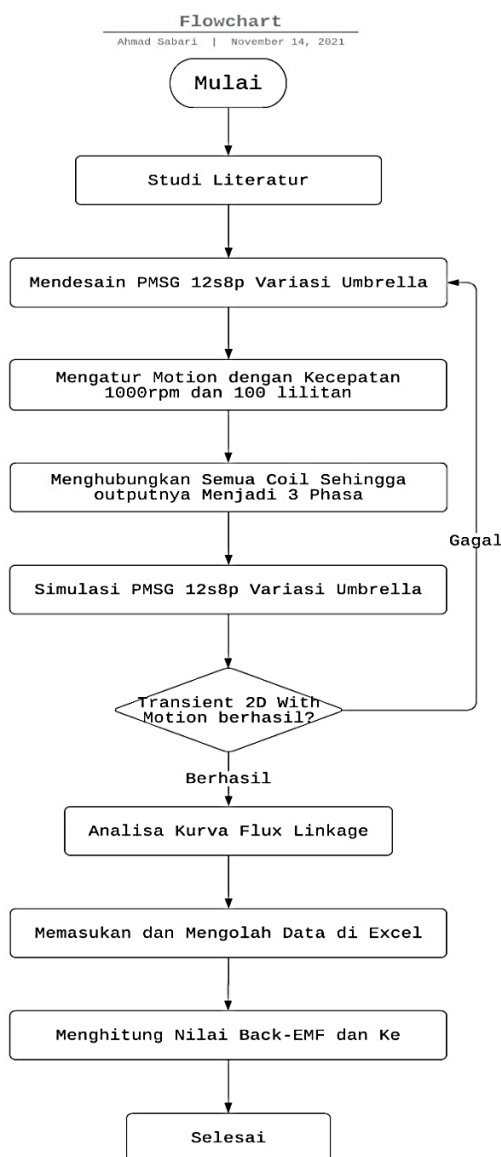 Flowchart
Ahmad Sabari | November 14, 2021
Mulai
Studi Literatur
Mendesain PMSG 12s8p Variasi Umbrella
Mengatur Motion dengan Kecepatan
1000rpm dan 100 lilitan
Menghubungkan Semua Coil Sehingga
outputnya Menjadi 3 Phasa
Gagal
Simulasi PMSG 12s8p Variasi Umbrella
Transient 2D With
Motion berhasil?
Berhasil
Analisa Kurva Flux Linkage
Memasukan dan Mengolah Data di Excel
Menghitung Nilai Back-EMF dan Ke
Selesai